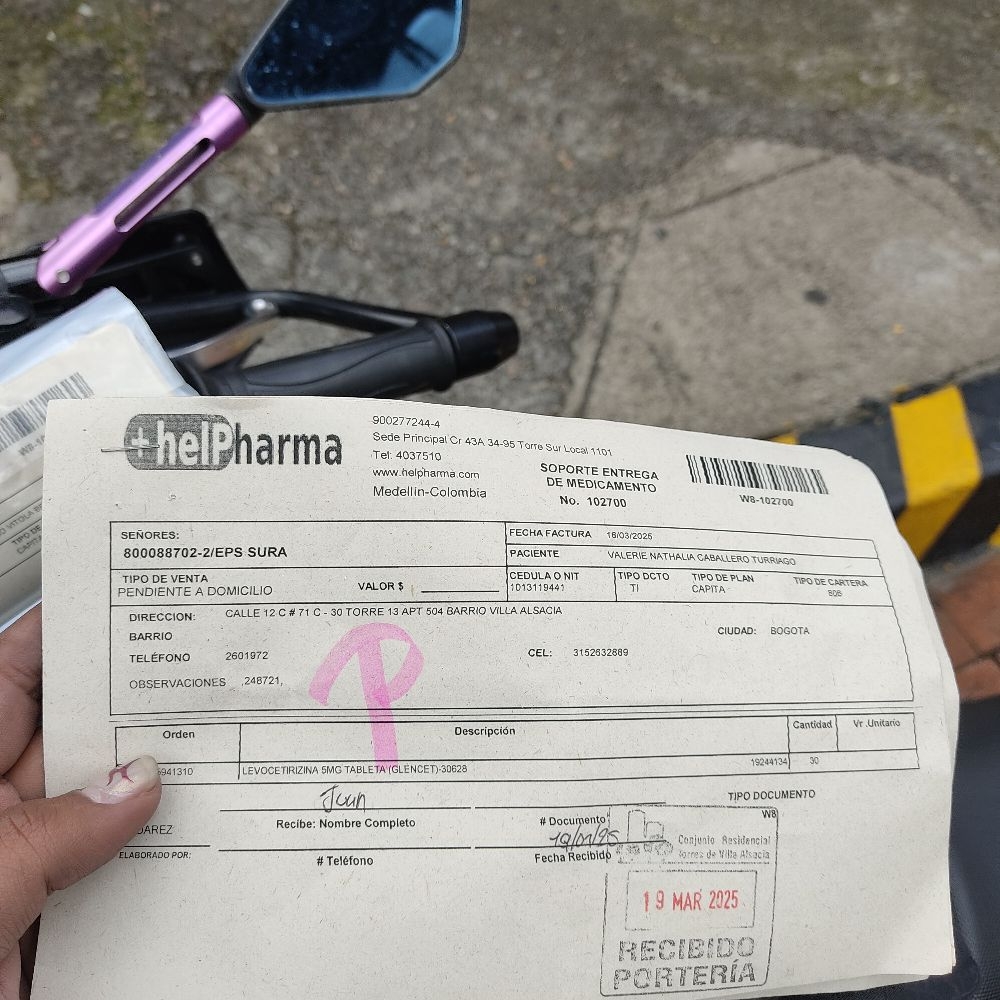 +helPharma
900277244-4
Sede Principal Cr 43A 34-95 Torre Sur Local 1101
Tel: 4037510
www.helpharma.com
Medellin-Colombia
SOPORTE ENTREGA
DE MEDICAMENTO
No. 102700
W8-102700
SEÑORES:
800088702-2/EPS SURA
FECHA FACTURA 16/03/2025
PACIENTE VALERIE NATHALIA CABALLERO TURRIAGO
TIPO DE VENTA
PENDIENTE A DOMICILIO
VALOR $
CEDULA O NIT TIPO DCTO TIPO DE PLAN TIPO DE CARTERA
1013119441 TI CAPITA 808
DIRECCION: CALLE 12 C # 71 C - 30 TORRE 13 APT 504 BARRIO VILLA ALSACIA
BARRIO
CIUDAD: BOGOTA
TELÉFONO 2601972
CEL: 3152632889
OBSERVACIONES ,248721,
P
Orden Descripción Cantidad Vr .Unitario
941310 LEVOCETIRIZINA 5MG TABLETA (GLENCET)-30628 19244134 30
Juan
Recibe: Nombre Completo
# Documento
TIPO DOCUMENTO
W8
AREZ
ELABORADO POR:
# Teléfono
Fecha Recibido
Conjunto Residencial
Torres de Villa Alsacia
19 MAR 2025
RECIBIDO
PORTERÍA